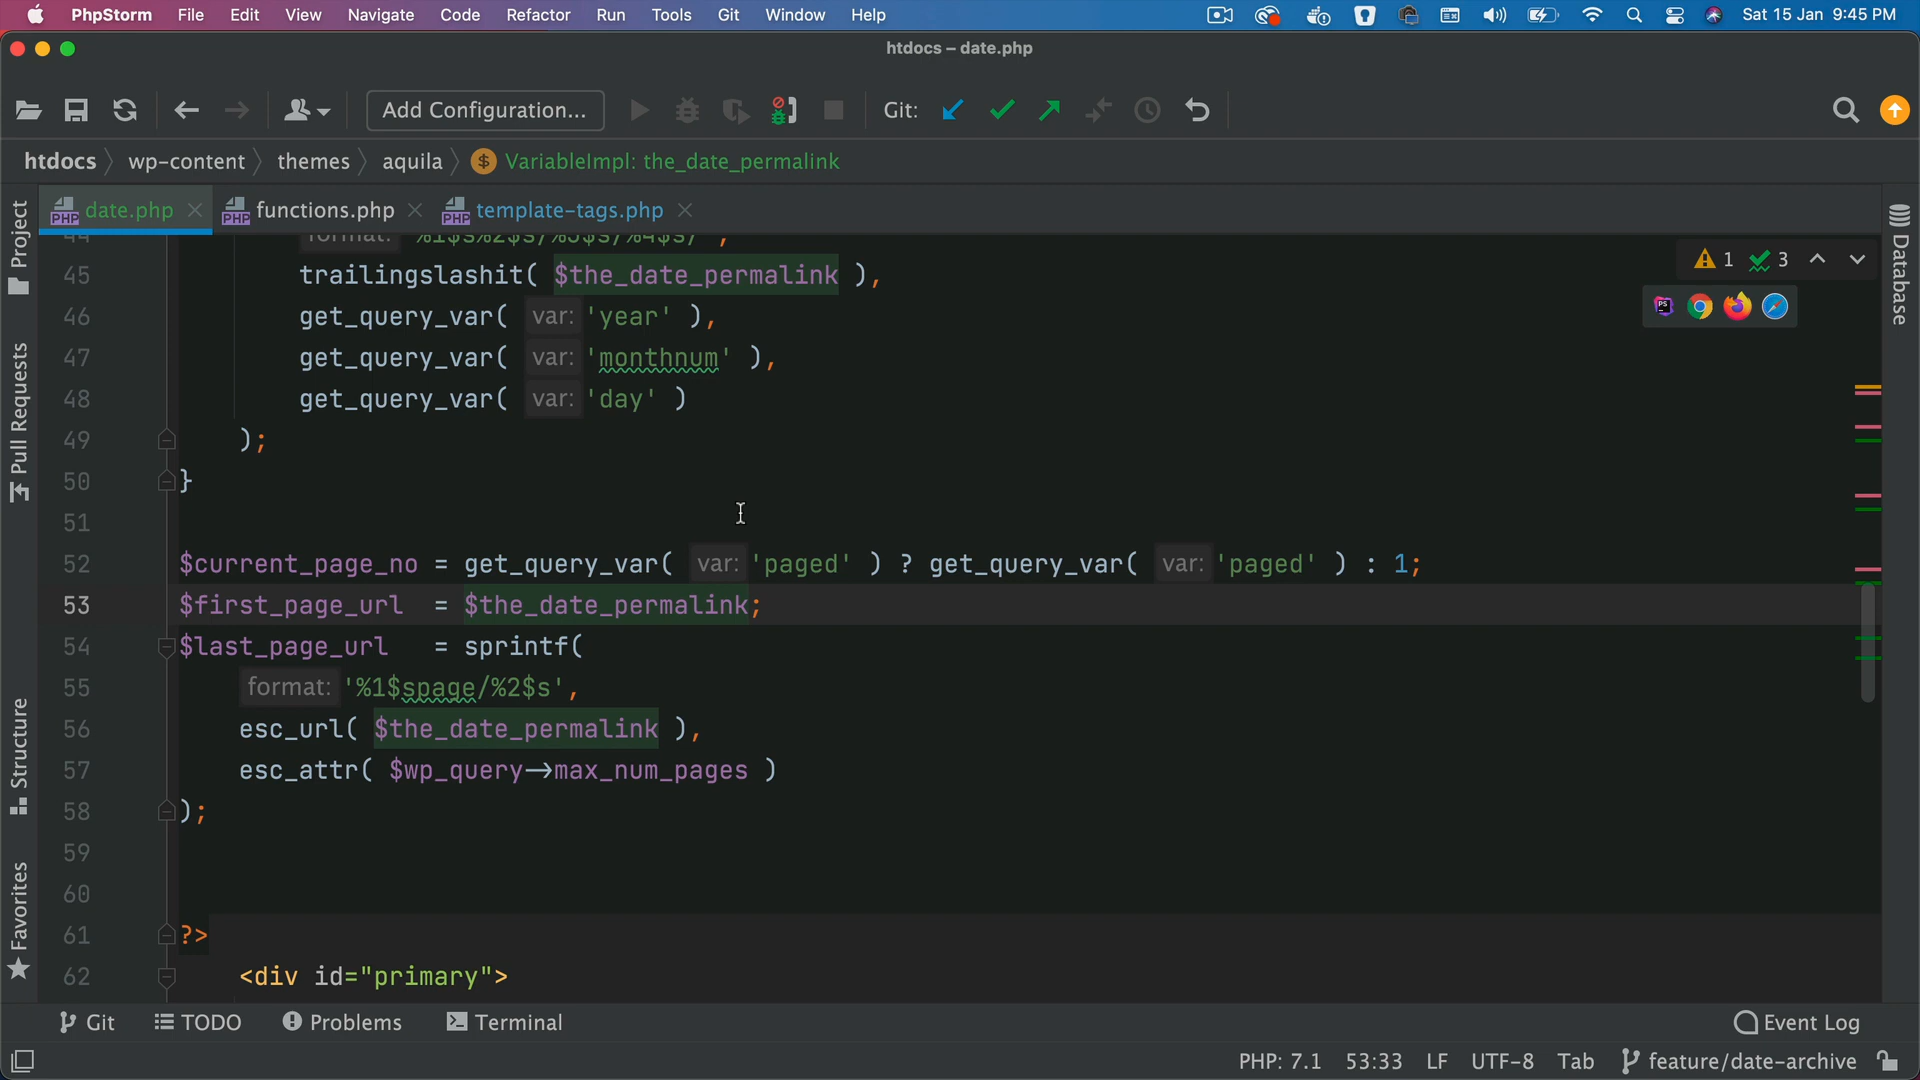 PhpStorm File Edit View Navigate Code Refactor Run Tools Git Window Help Sat 15 Jan 9:45 PM
htdocs – date.php
Add Configuration... Git:
htdocs wp-content themes aquila $ VariableImpl: the_date_permalink
date.php functions.php template-tags.php
Project
Pull Requests
Structure
Favorites
Database
1 3
44 format: '%1$s%2$s/%3$s/%4$s/',
45 trailingslashit( $the_date_permalink ),
46 get_query_var( var: 'year' ),
47 get_query_var( var: 'monthnum' ),
48 get_query_var( var: 'day' )
49 );
50 }
51
52 $current_page_no = get_query_var( var: 'paged' ) ? get_query_var( var: 'paged' ) : 1;
53 $first_page_url = $the_date_permalink;
54 $last_page_url = sprintf(
55 format: '%1$spage/%2$s',
56 esc_url( $the_date_permalink ),
57 esc_attr( $wp_query->max_num_pages )
58 );
59
60
61 ?>
62 <div id="primary">
Git TODO Problems Terminal Event Log
PHP: 7.1 53:33 LF UTF-8 Tab feature/date-archive